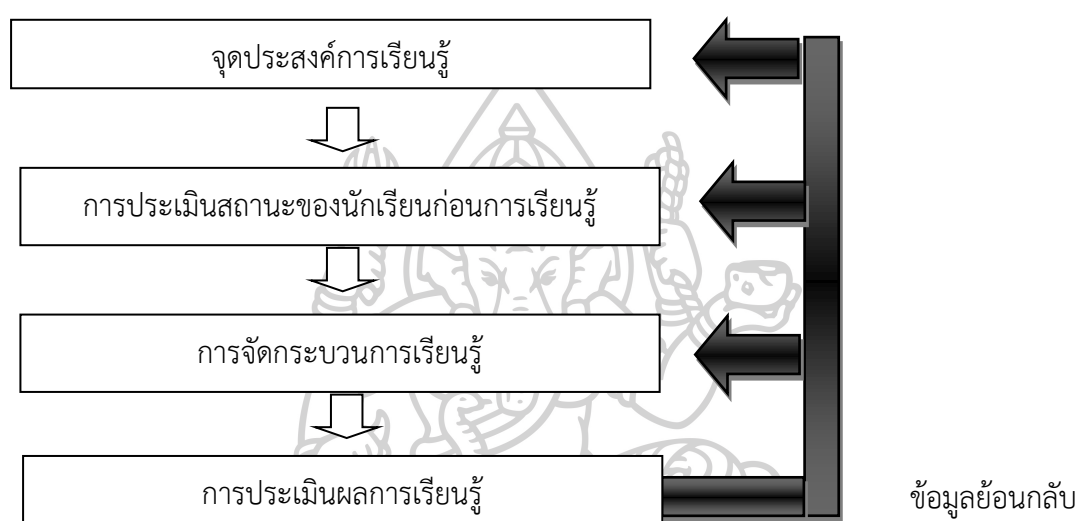 จุดประสงค์การเรียนรู้
การประเมินสถานะของนักเรียนก่อนการเรียนรู้
การจัดกระบวนการเรียนรู้
การประเมินผลการเรียนรู้
ข้อมูลย้อนกลับ